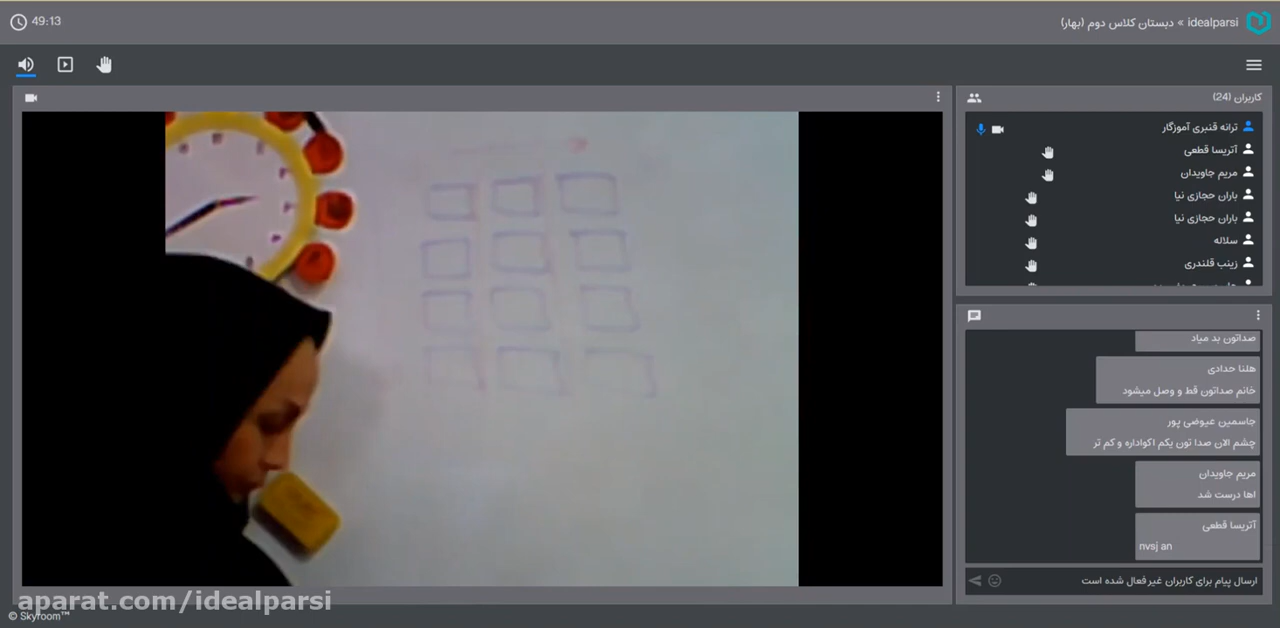 49:13
idealparsi » دبستان کلاس دوم (بهار)
کاربران (24)
ترانه قنبری آموزگار
آتریسا قطعی
مریم جاویدان
باران حجازی نیا
باران حجازی نیا
سلاله
زینب قلندری
صداتون بد میاد
هلنا حدادی
خانم صداتون قط و وصل میشود
جاسمین عیوضی پور
چشم الان صدا تون یکم اکواداره و کم تر
مریم جاویدان
اها درست شد
آتریسا قطعی
nvsj an
ارسال پیام برای کاربران غیر فعال شده است
aparat.com/idealparsi
© Skyroom™